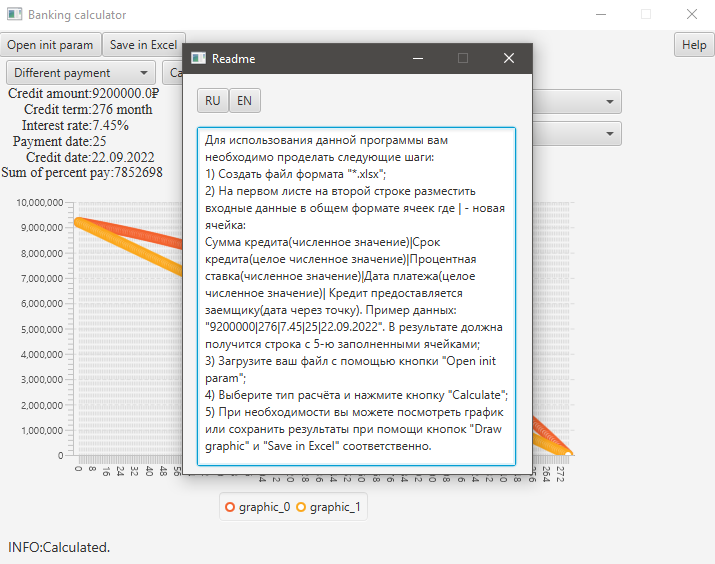 Banking calculator
Open init param
Save in Excel
Help
Different payment
Ca
Credit amount:9200000.0₽
Credit term:276 month
Interest rate:7.45%
Payment date:25
Credit date:22.09.2022
Sum of percent pay:7852698
Readme
RU
EN
Для использования данной программы вам
необходимо проделать следующие шаги:
1) Создать файл формата "*.xlsx";
2) На первом листе на второй строке разместить
входные данные в общем формате ячеек где | - новая
ячейка:
Сумма кредита(численное значение)|Срок
кредита(целое численное значение)|Процентная
ставка(численное значение)|Дата платежа(целое
численное значение)| Кредит предоставляется
заемщику(дата через точку). Пример данных:
"9200000|276|7.45|25|22.09.2022". В результате должна
получится строка с 5-ю заполненными ячейками;
3) Загрузите ваш файл с помощью кнопки "Open init
param";
4) Выберите тип расчёта и нажмите кнопку "Calculate";
5) При необходимости вы можете посмотреть график
или сохранить результаты при помощи кнопок "Draw
graphic" и "Save in Excel" соответственно.
10,000,000
9,000,000
8,000,000
7,000,000
6,000,000
5,000,000
4,000,000
3,000,000
2,000,000
1,000,000
0
0 8 16 24 32 40 48 56 264 272
graphic_0 graphic_1
INFO:Calculated.